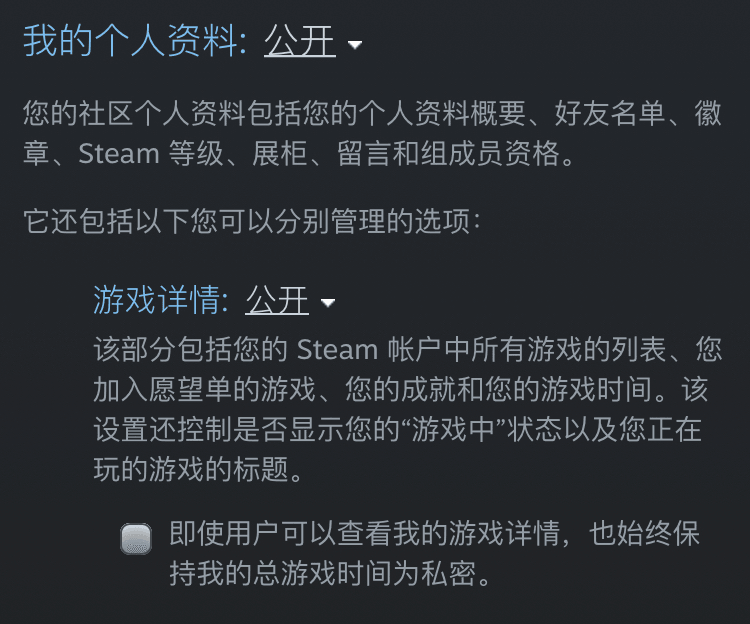 我的个人资料: 公开
您的社区个人资料包括您的个人资料概要、好友名单、徽
章、Steam 等级、展柜、留言和组成员资格。
它还包括以下您可以分别管理的选项:
游戏详情: 公开
该部分包括您的 Steam 帐户中所有游戏的列表、您
加入愿望单的游戏、您的成就和您的游戏时间。该
设置还控制是否显示您的“游戏中”状态以及您正在
玩的游戏的标题。
即使用户可以查看我的游戏详情，也始终保
持我的总游戏时间为私密。